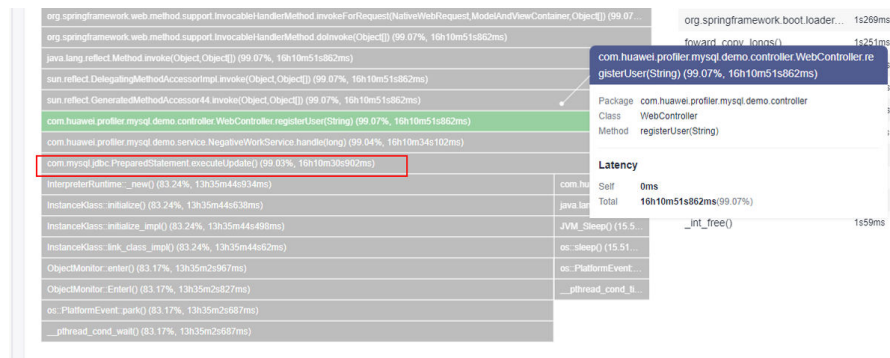 org.springframework.web.method.support.InvocableHandlerMethod.invokeForRequest(NativeWebRequest,ModelAndViewContainer,Object[]) (99.07...
org.springframework.web.method.support.InvocableHandlerMethod.doInvoke(Object[]) (99.07%, 16h10m51s862ms)
java.lang.reflect.Method.invoke(Object,Object[]) (99.07%, 16h10m51s862ms)
sun.reflect.DelegatingMethodAccessorImpl.invoke(Object,Object[]) (99.07%, 16h10m51s862ms)
sun.reflect.GeneratedMethodAccessor44.invoke(Object,Object[]) (99.07%, 16h10m51s862ms)
com.huawei.profiler.mysql.demo.controller.WebController.registerUser(String) (99.07%, 16h10m51s862ms)
com.huawei.profiler.mysql.demo.service.NegativeWorkService.handle(long) (99.04%, 16h10m34s102ms)
com.mysql.jdbc.PreparedStatement.executeUpdate() (99.03%, 16h10m30s902ms)
InterpreterRuntime::_new() (83.24%, 13h35m44s934ms)
com.hu
InstanceKlass::initialize() (83.24%, 13h35m44s638ms)
java.lan
InstanceKlass::initialize_impl() (83.24%, 13h35m44s498ms)
JVM_Sleep() (15.5...
InstanceKlass::link_class_impl() (83.24%, 13h35m44s62ms)
os::sleep() (15.51...
ObjectMonitor::enter() (83.17%, 13h35m2s967ms)
os::PlatformEvent:...
ObjectMonitor::EnterI() (83.17%, 13h35m2s827ms)
__pthread_cond_ti...
os::PlatformEvent::park() (83.17%, 13h35m2s687ms)
__pthread_cond_wait() (83.17%, 13h35m2s687ms)
org.springframework.boot.loader... 1s269ms
foward_copy_longs() 1s251ms
com.huawei.profiler.mysql.demo.controller.WebController.re
gisterUser(String) (99.07%, 16h10m51s862ms)
Package com.huawei.profiler.mysql.demo.controller
Class WebController
Method registerUser(String)
Latency
Self 0ms
Total 16h10m51s862ms(99.07%)
_int_free() 1s59ms